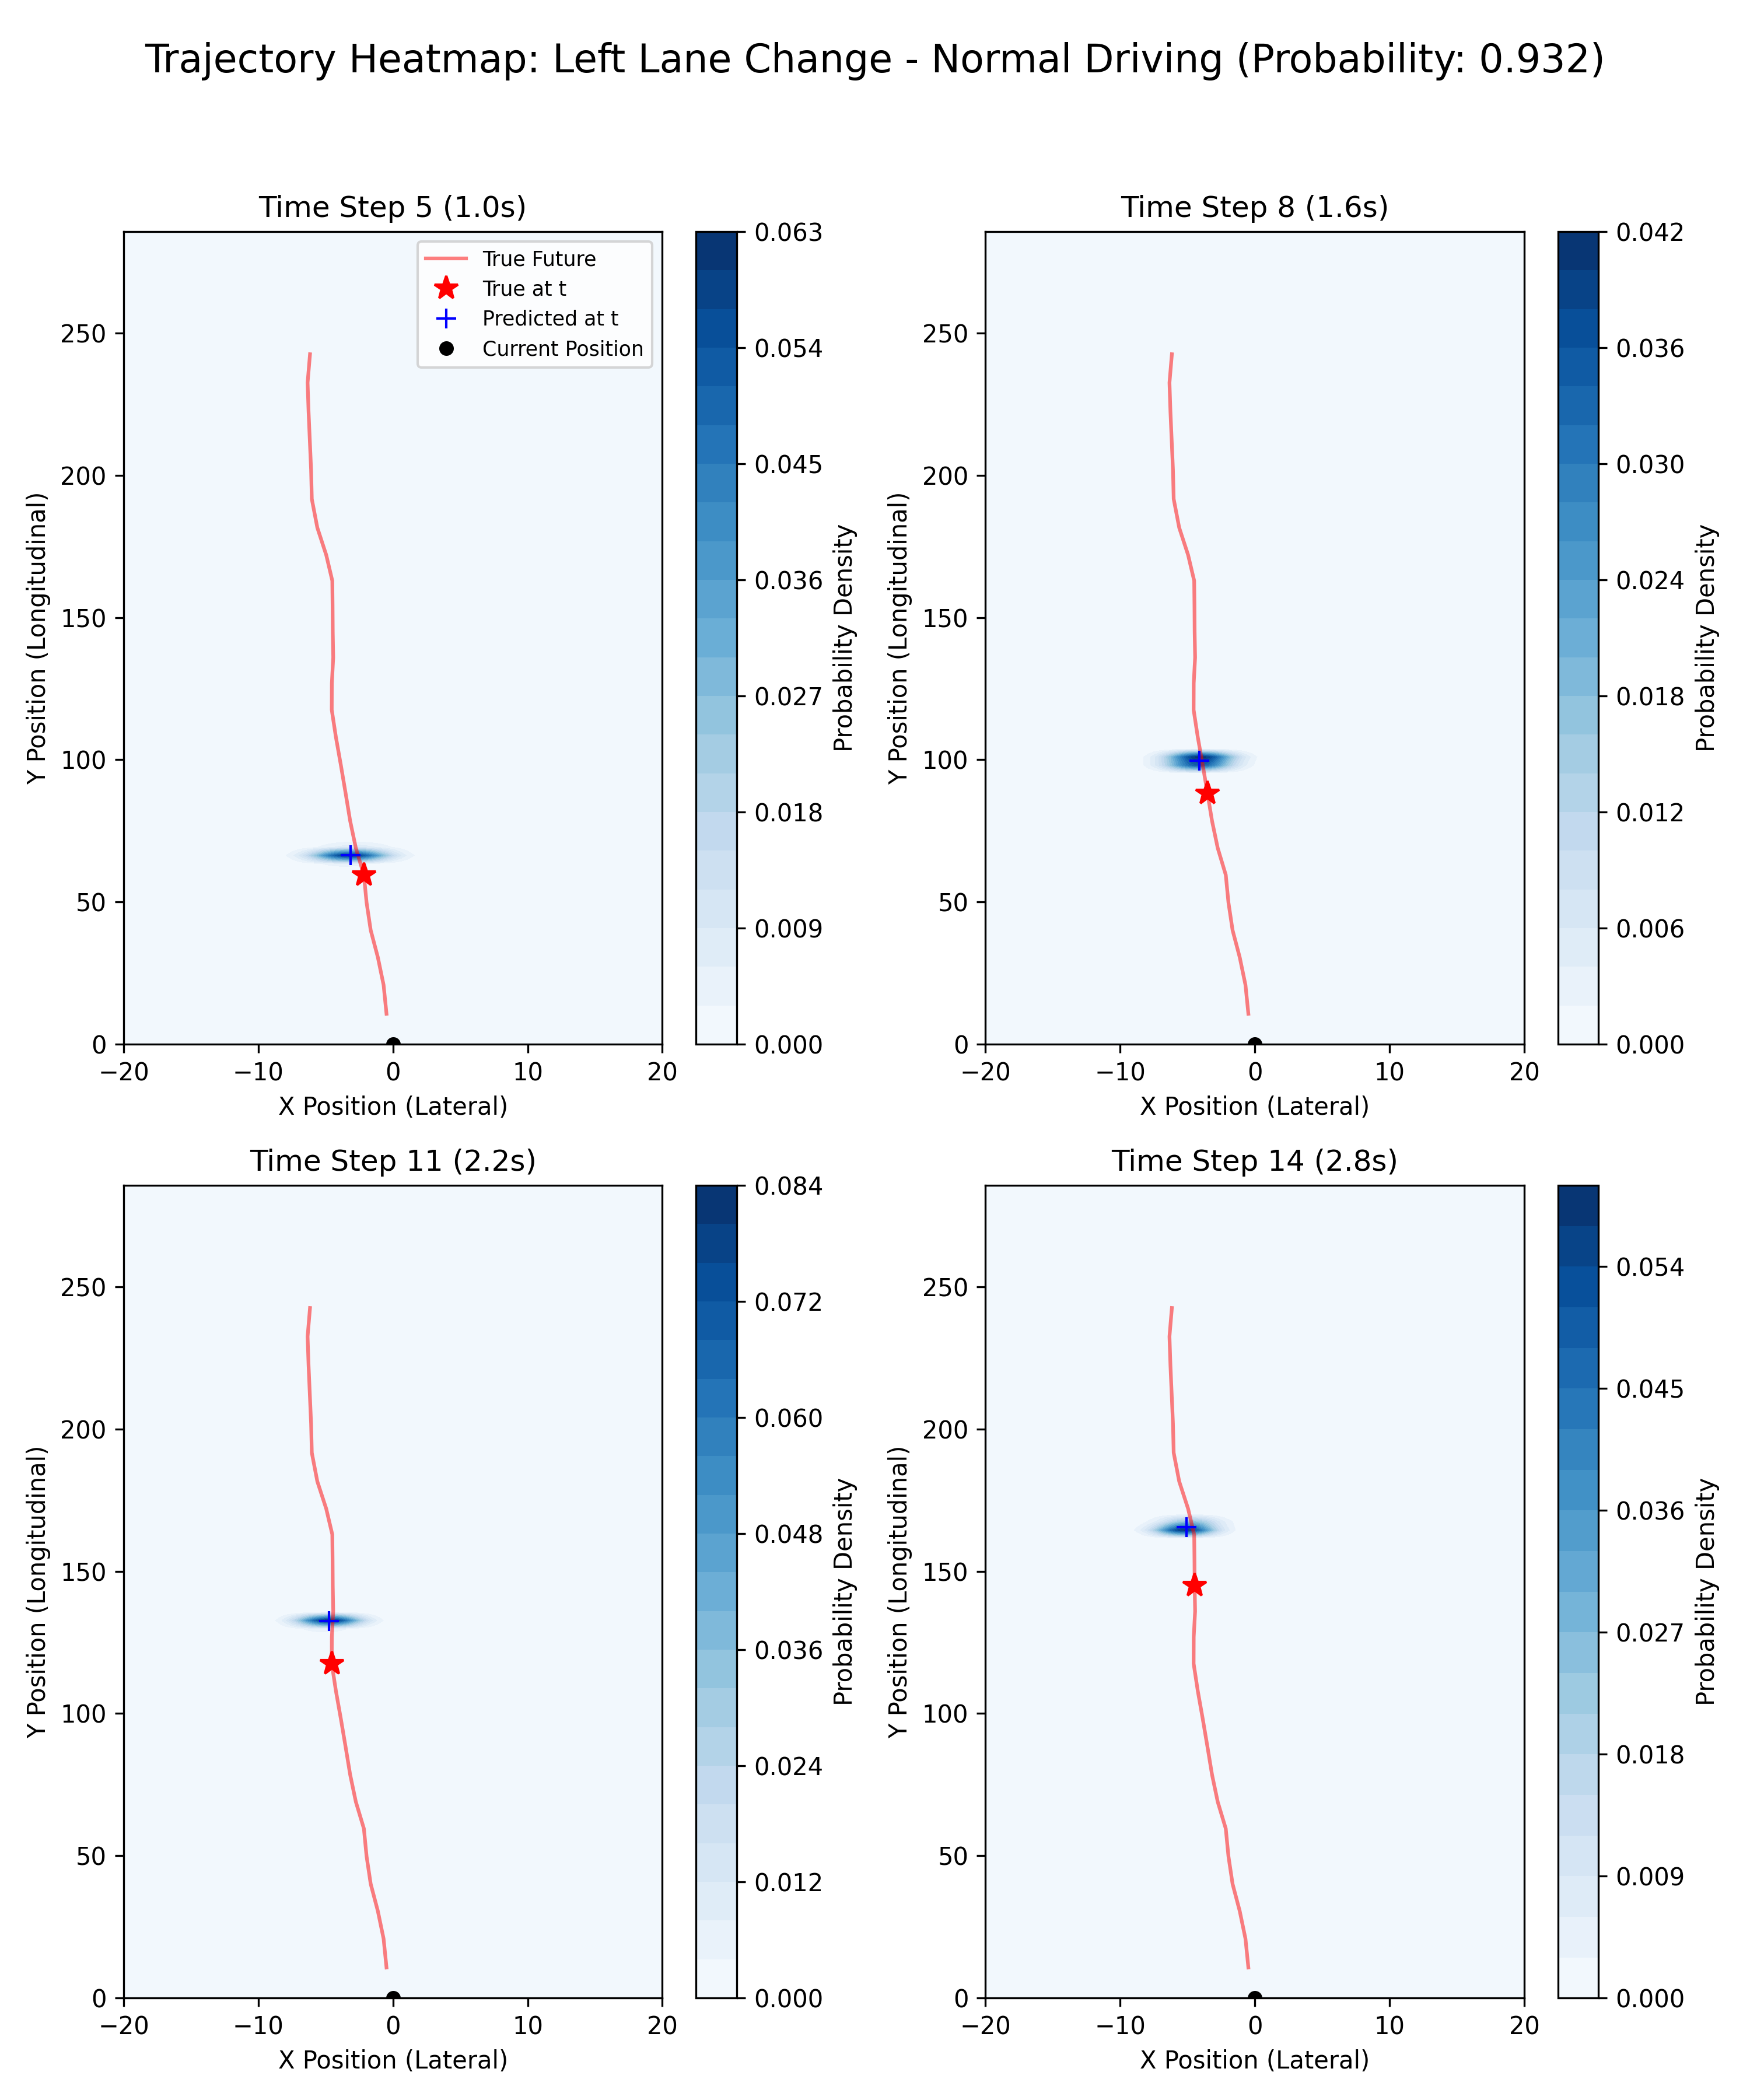 Trajectory Heatmap: Left Lane Change - Normal Driving (Probability: 0.932)
Time Step 5 (1.0s)
True Future
True at t
Predicted at t
Current Position
Y Position (Longitudinal)
250
200
150
100
50
0
−20 −10 0 10 20
X Position (Lateral)
0.063
0.054
0.045
0.036
0.027
0.018
0.009
0.000
Probability Density
Time Step 8 (1.6s)
Y Position (Longitudinal)
250
200
150
100
50
0
−20 −10 0 10 20
X Position (Lateral)
0.042
0.036
0.030
0.024
0.018
0.012
0.006
0.000
Probability Density
Time Step 11 (2.2s)
Y Position (Longitudinal)
250
200
150
100
50
0
−20 −10 0 10 20
X Position (Lateral)
0.084
0.072
0.060
0.048
0.036
0.024
0.012
0.000
Probability Density
Time Step 14 (2.8s)
Y Position (Longitudinal)
250
200
150
100
50
0
−20 −10 0 10 20
X Position (Lateral)
0.054
0.045
0.036
0.027
0.018
0.009
0.000
Probability Density